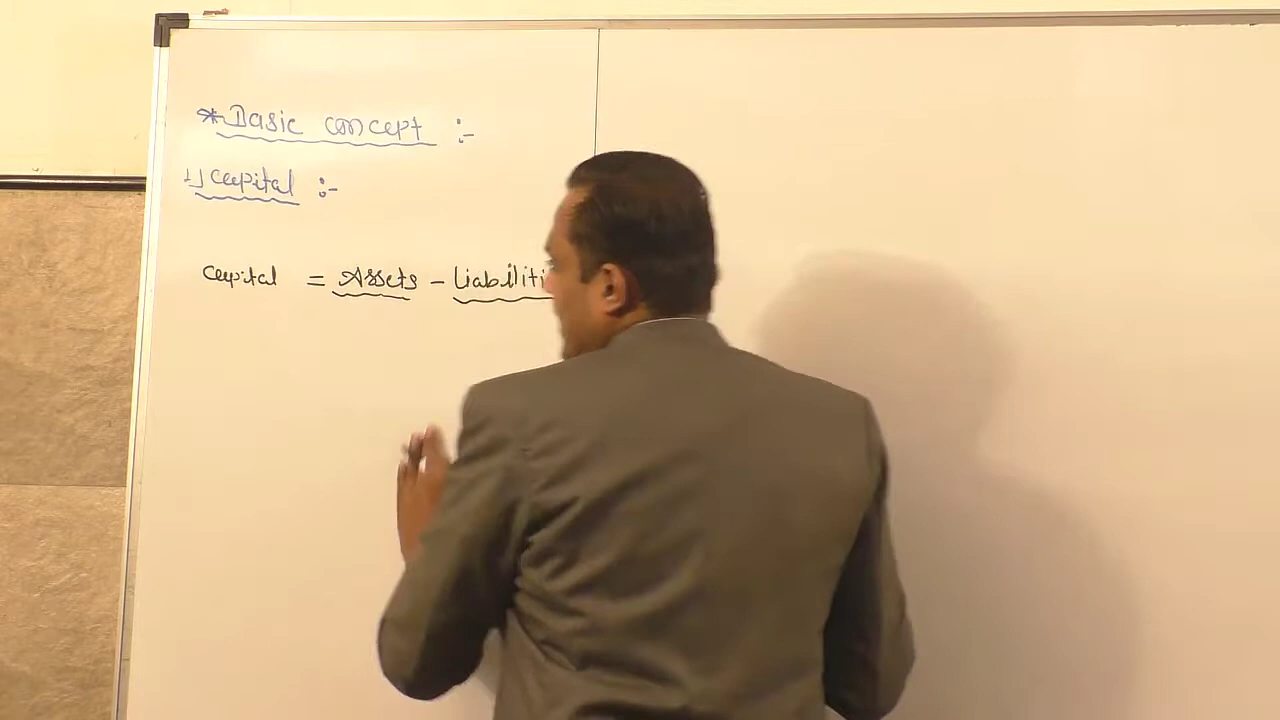 * Basic concept :-
1) Capital :-
Capital = Assets - Liabiliti